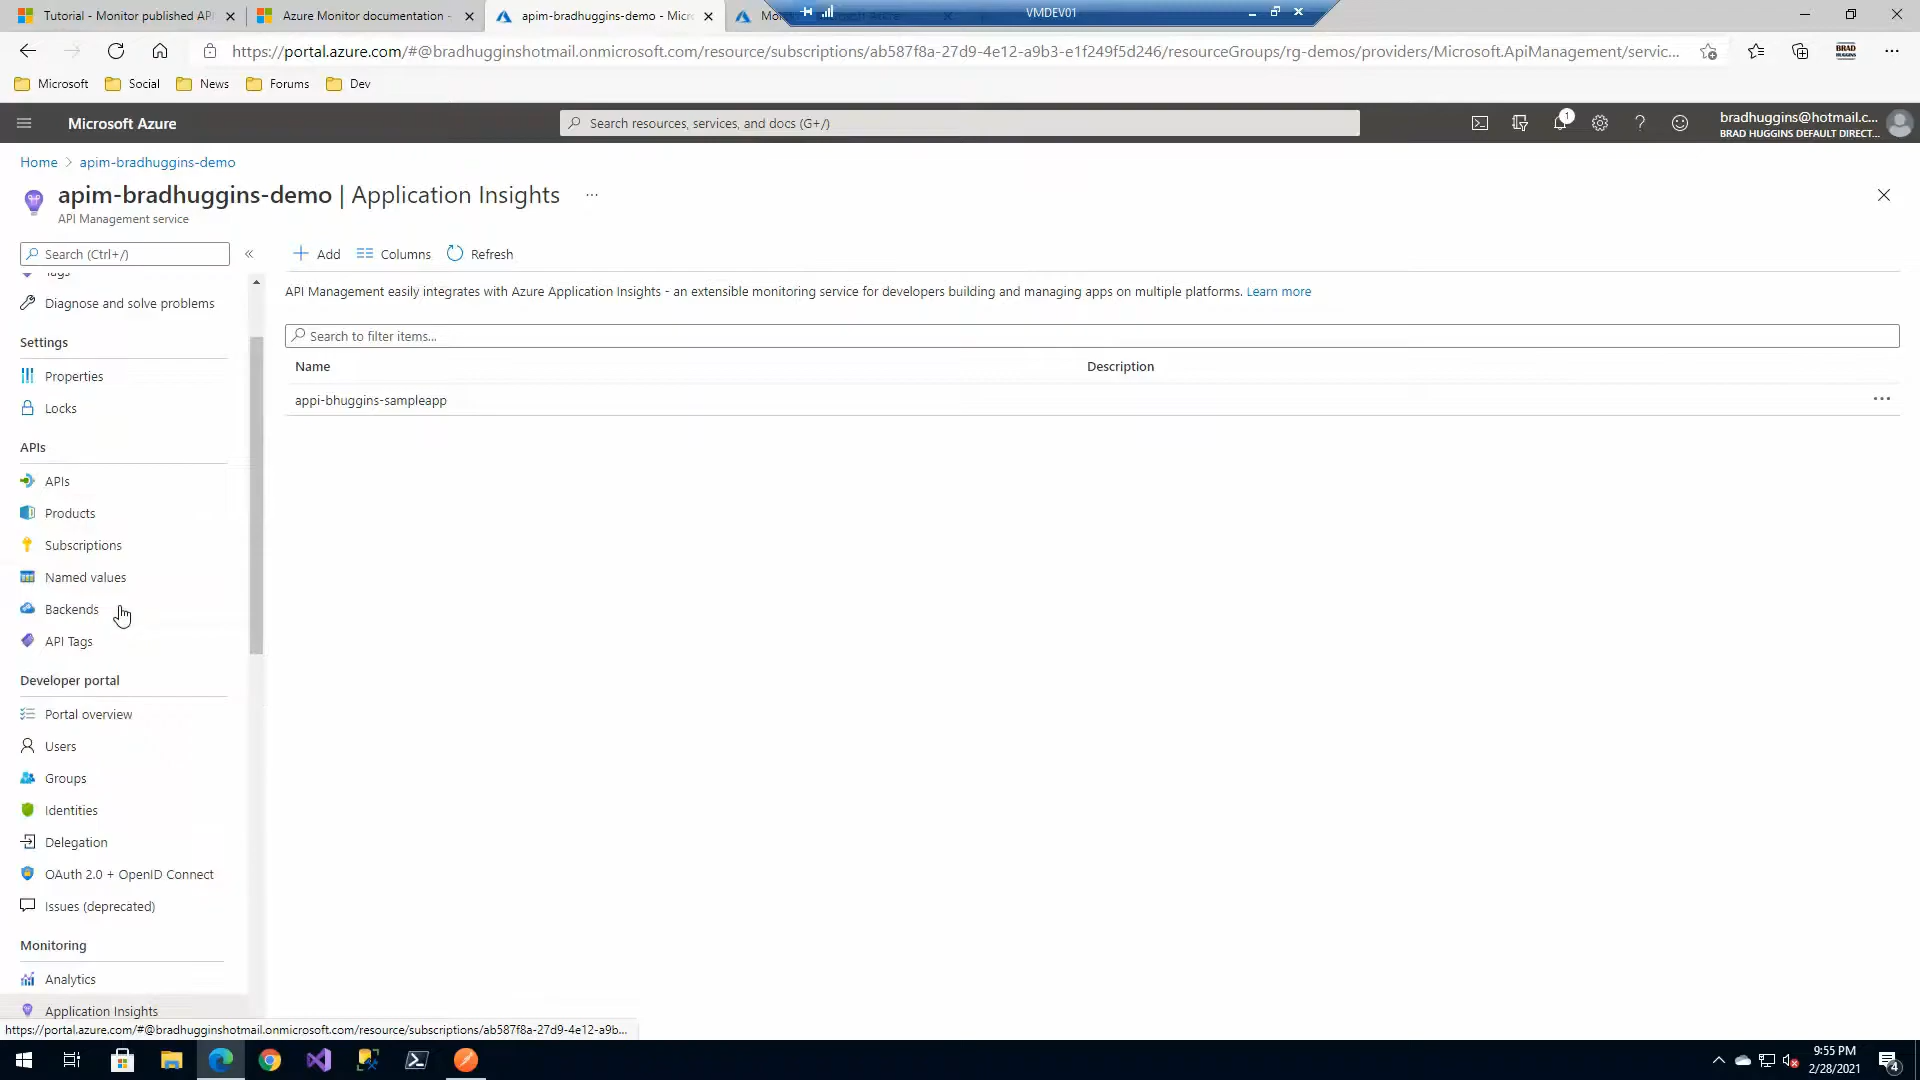 Tutorial - Monitor published API
Azure Monitor documentation -
apim-bradhuggins-demo - Micr
VMDEV01
https://portal.azure.com/#@bradhugginshotmail.onmicrosoft.com/resource/subscriptions/ab587f8a-27d9-4e12-a9b3-e1f249f5d246/resourceGroups/rg-demos/providers/Microsoft.ApiManagement/servic...
BRAD
HUGGINS
Microsoft
Social
News
Forums
Dev
Microsoft Azure
Search resources, services, and docs (G+/)
1
bradhuggins@hotmail.c...
BRAD HUGGINS DEFAULT DIRECT...
Home > apim-bradhuggins-demo
apim-bradhuggins-demo | Application Insights ...
API Management service
Search (Ctrl+/)
«
Add
Columns
Refresh
Tags
API Management easily integrates with Azure Application Insights - an extensible monitoring service for developers building and managing apps on multiple platforms. Learn more
Diagnose and solve problems
Search to filter items...
Settings
Name
Description
Properties
appi-bhuggins-sampleapp
...
Locks
APIs
APIs
Products
Subscriptions
Named values
Backends
API Tags
Developer portal
Portal overview
Users
Groups
Identities
Delegation
OAuth 2.0 + OpenID Connect
Issues (deprecated)
Monitoring
Analytics
Application Insights
https://portal.azure.com/#@bradhugginshotmail.onmicrosoft.com/resource/subscriptions/ab587f8a-27d9-4e12-a9b...
9:55 PM
2/28/2021
4